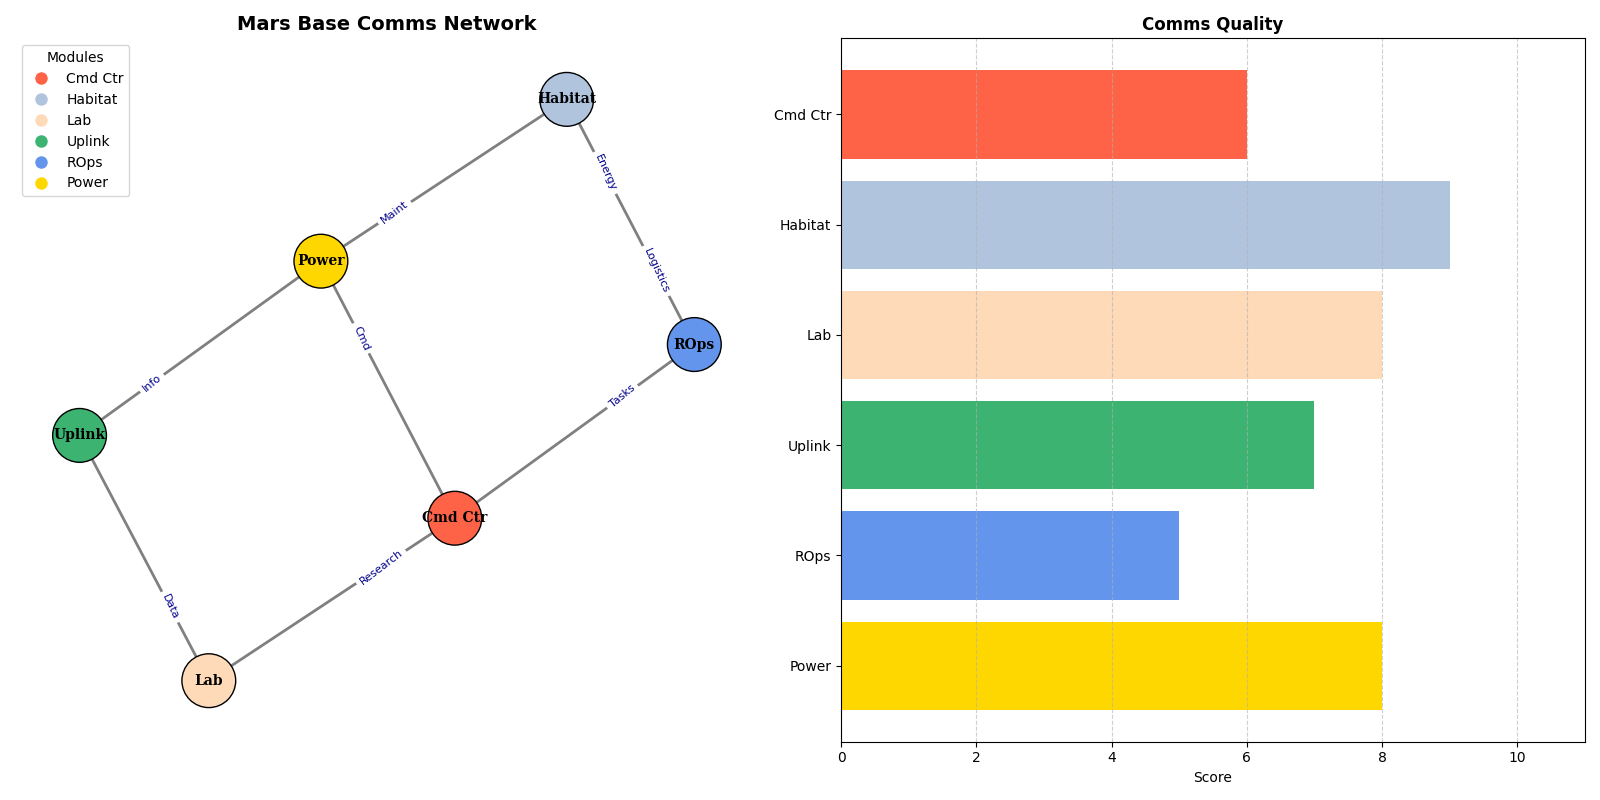 Mars Base Comms Network
Modules
Cmd Ctr
Habitat
Lab
Uplink
ROps
Power
Habitat
Energy
Maint
Power
Logistics
Cmd
ROps
Info
Tasks
Uplink
Cmd Ctr
Research
Data
Lab
Comms Quality
Cmd Ctr
Habitat
Lab
Uplink
ROps
Power
0 2 4 6 8 10
Score